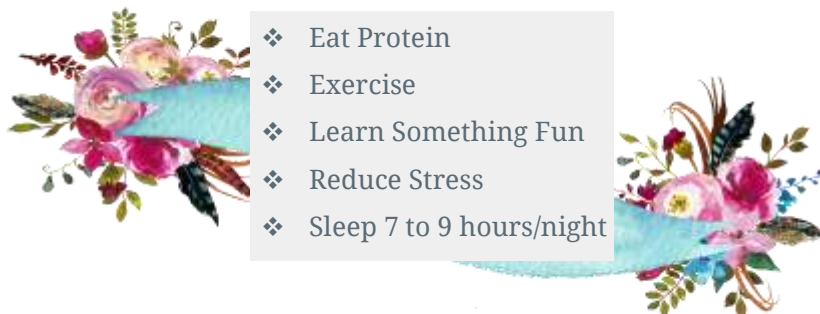 ❖ Eat Protein
❖ Exercise
❖ Learn Something Fun
❖ Reduce Stress
❖ Sleep 7 to 9 hours/night